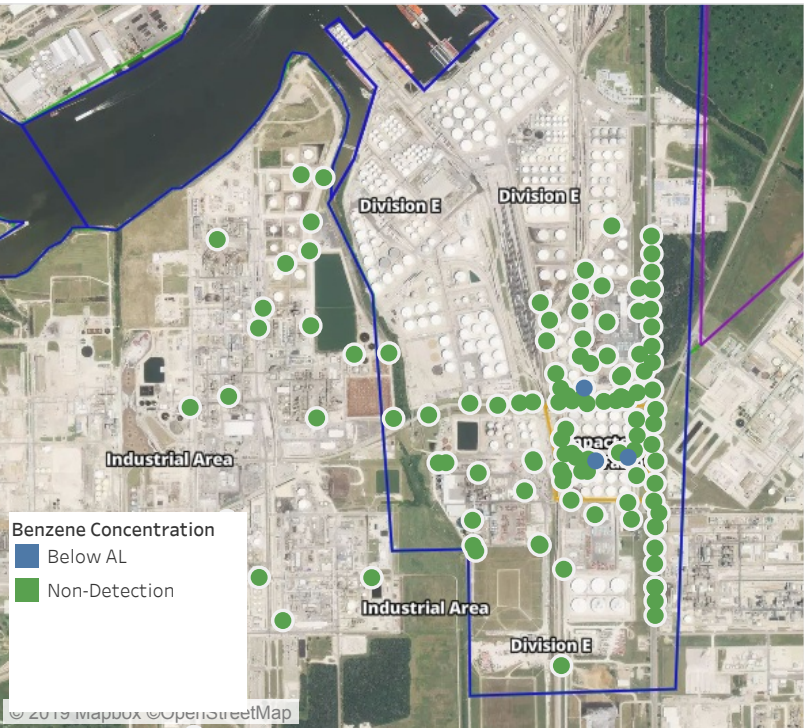 Division E
Division E
Industrial Area
Benzene Concentration
Below AL
Non-Detection
Industrial Area
Division E
© 2019 Mapbox ©OpenStreetMap